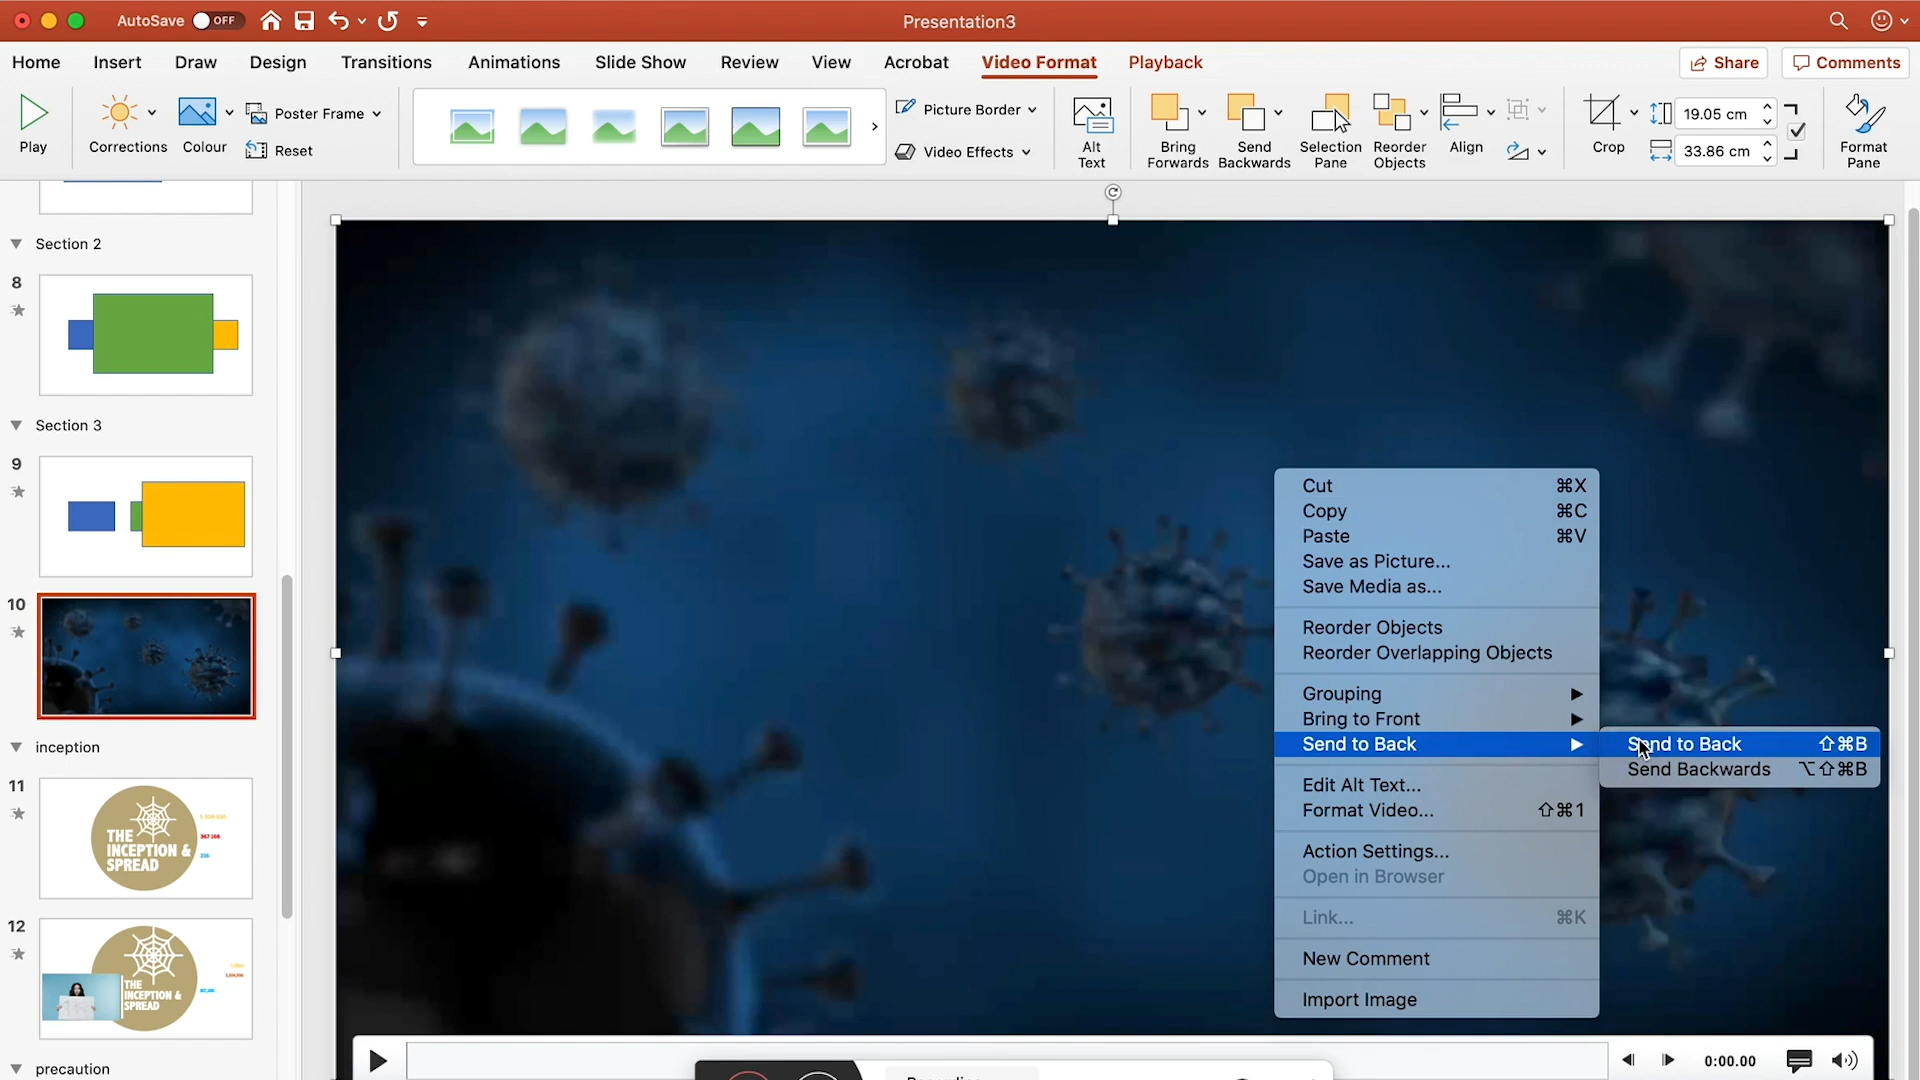 AutoSave OFF
Presentation3
Home Insert Draw Design Transitions Animations Slide Show Review View Acrobat Video Format Playback
Share Comments
Play
Corrections
Colour
Poster Frame
Reset
Picture Border
Video Effects
Alt Text
Bring Forwards
Send Backwards
Selection Pane
Reorder Objects
Align
Crop
19.05 cm
33.86 cm
Format Pane
Section 2
8
Section 3
9
10
inception
11
THE
INCEPTION &
SPREAD
367 166
12
THE
INCEPTION &
SPREAD
precaution
Cut ⌘X
Copy ⌘C
Paste ⌘V
Save as Picture...
Save Media as...
Reorder Objects
Reorder Overlapping Objects
Grouping
Bring to Front
Send to Back
Send to Back ⇧⌘B
Send Backwards ⌥⇧⌘B
Edit Alt Text...
Format Video... ⇧⌘1
Action Settings...
Open in Browser
Link... ⌘K
New Comment
Import Image
0:00.00